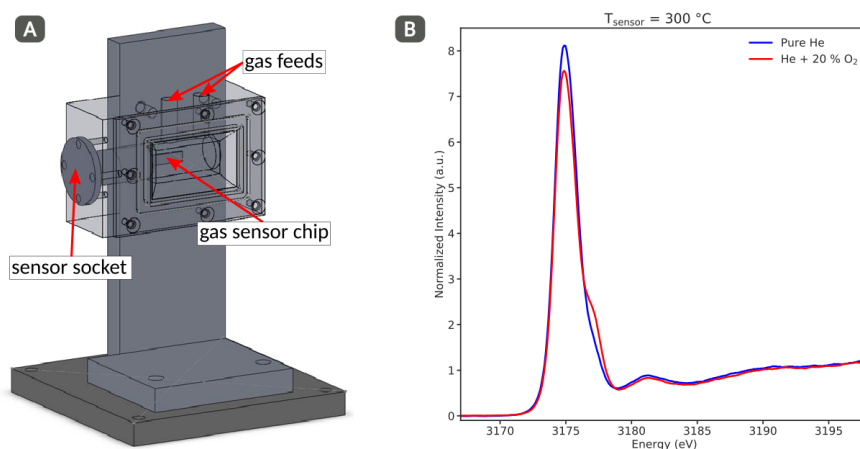 A
gas feeds
gas sensor chip
sensor socket
B
T_sensor = 300 °C
Pure He
He + 20 % O₂
Normalized Intensity (a.u.)
8
7
6
5
4
3
2
1
0
3170
3175
3180
3185
3190
3195
Energy (eV)